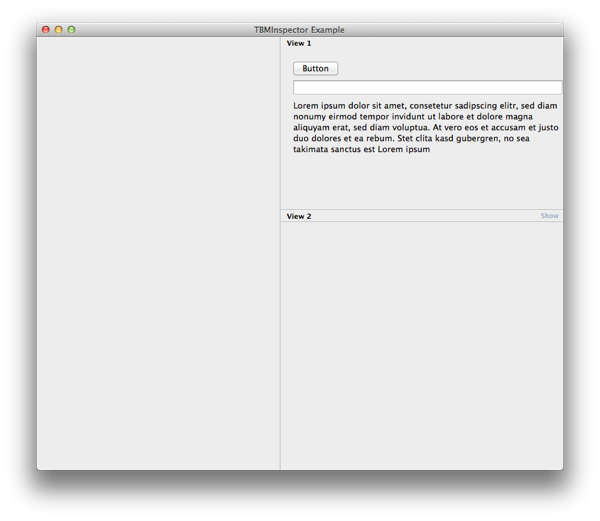 TBMInspector Example
View 1
Button
Lorem ipsum dolor sit amet, consetetur sadipscing elitr, sed diam
nonumy eirmod tempor invidunt ut labore et dolore magna
aliquyam erat, sed diam voluptua. At vero eos et accusam et justo
duo dolores et ea rebum. Stet clita kasd gubergren, no sea
takimata sanctus est Lorem ipsum
View 2
Show